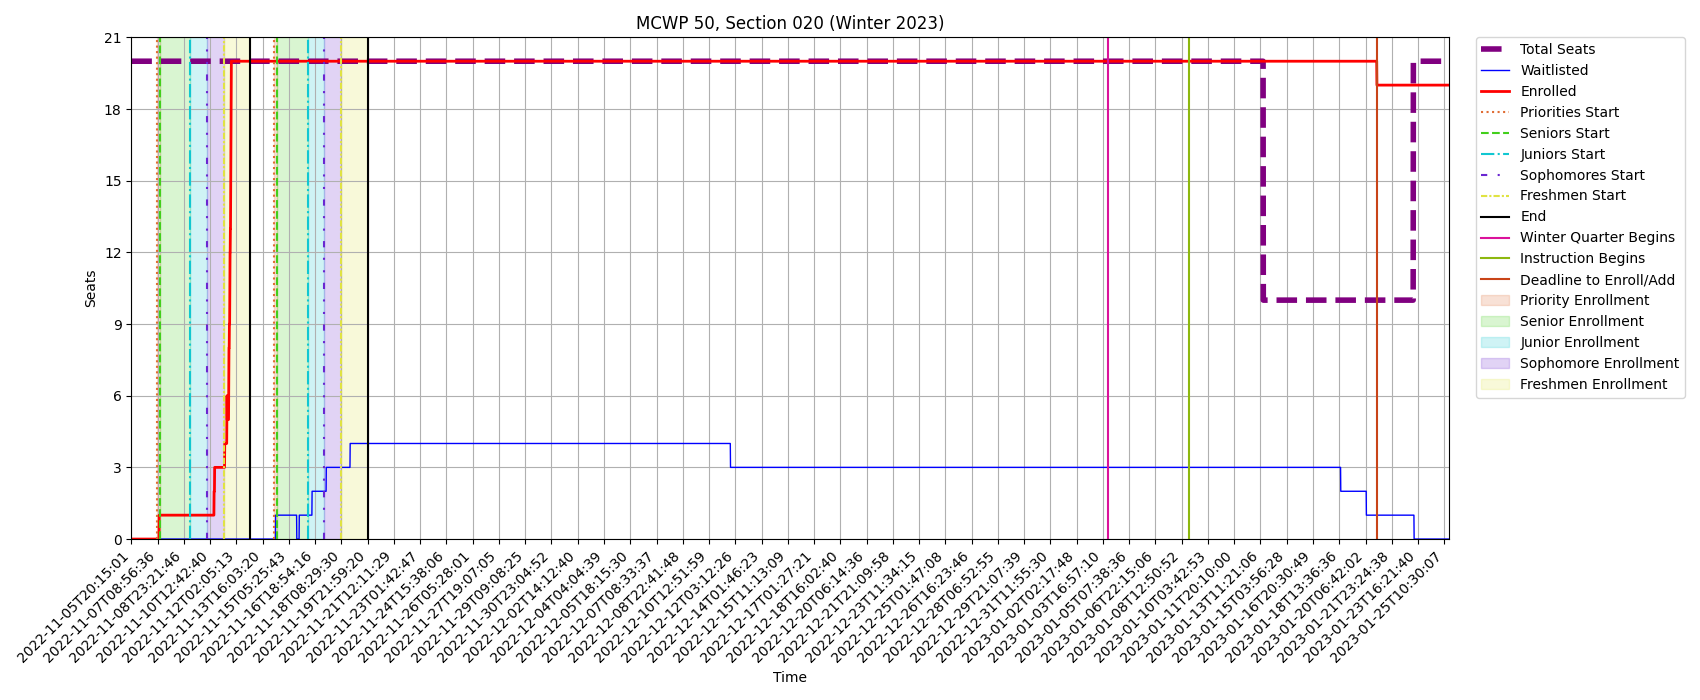 MCWP 50, Section 020 (Winter 2023)
21
18
15
12
9
6
3
0
Seats
2022-11-05T20:15:01
2022-11-07T08:56:36
2022-11-08T23:21:46
2022-11-10T12:42:40
2022-11-12T02:05:13
2022-11-13T16:03:20
2022-11-15T05:25:43
2022-11-16T18:54:16
2022-11-18T08:29:30
2022-11-19T21:59:20
2022-11-21T12:11:29
2022-11-23T01:42:47
2022-11-24T15:38:06
2022-11-26T05:28:01
2022-11-27T19:07:05
2022-11-29T09:08:25
2022-11-30T23:04:52
2022-12-02T14:12:40
2022-12-04T04:04:39
2022-12-05T18:15:30
2022-12-07T08:33:37
2022-12-08T22:41:48
2022-12-10T12:51:59
2022-12-12T03:12:26
2022-12-14T01:46:23
2022-12-15T11:13:09
2022-12-17T01:27:21
2022-12-18T16:02:40
2022-12-20T06:14:36
2022-12-21T21:09:58
2022-12-23T11:34:15
2022-12-25T01:47:08
2022-12-26T16:23:46
2022-12-28T06:52:55
2022-12-29T21:07:39
2022-12-31T11:55:30
2023-01-02T02:17:48
2023-01-03T16:57:10
2023-01-05T07:38:36
2023-01-06T22:15:06
2023-01-08T12:50:52
2023-01-10T03:42:53
2023-01-11T20:10:00
2023-01-13T11:21:06
2023-01-15T03:56:28
2023-01-16T20:30:49
2023-01-18T13:36:36
2023-01-20T06:42:02
2023-01-21T23:24:38
2023-01-23T16:21:40
2023-01-25T10:30:07
Time
Total Seats
Waitlisted
Enrolled
Priorities Start
Seniors Start
Juniors Start
Sophomores Start
Freshmen Start
End
Winter Quarter Begins
Instruction Begins
Deadline to Enroll/Add
Priority Enrollment
Senior Enrollment
Junior Enrollment
Sophomore Enrollment
Freshmen Enrollment